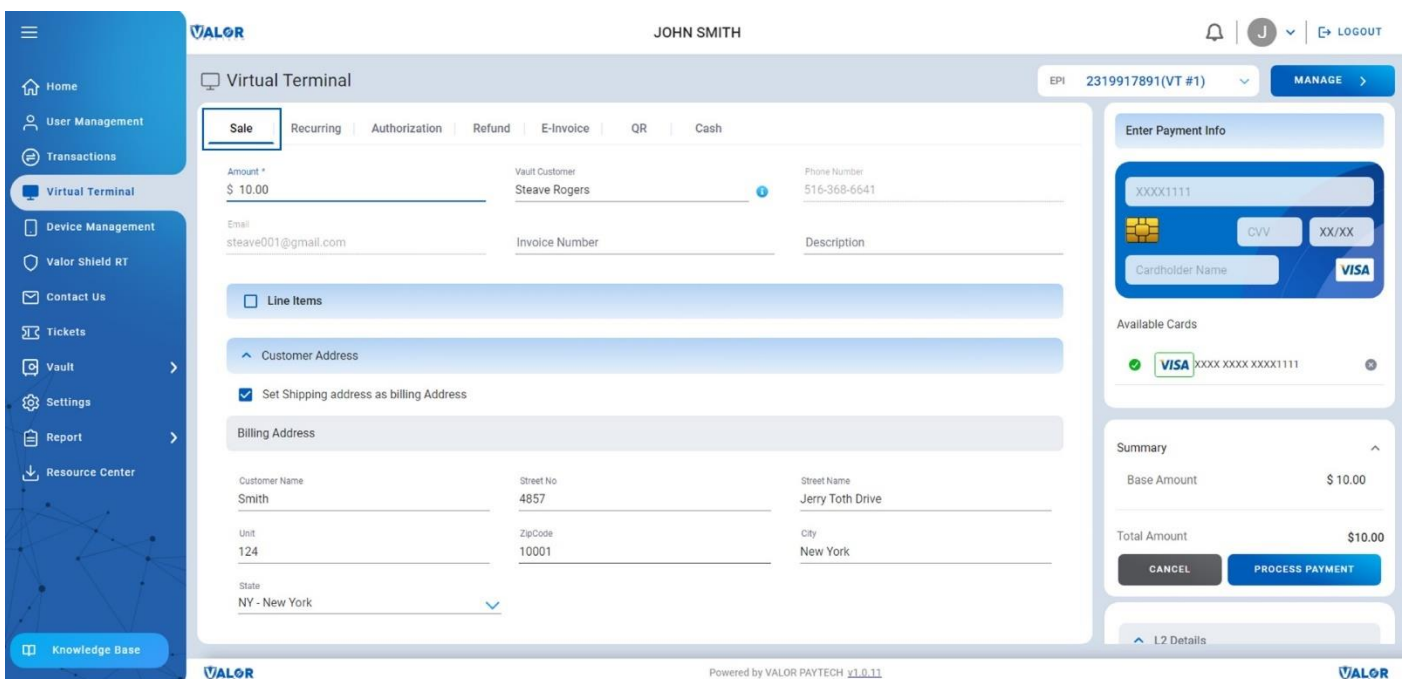 VALOR
JOHN SMITH
J
LOGOUT
Home
User Management
Transactions
Virtual Terminal
Device Management
Valor Shield RT
Contact Us
Tickets
Vault
Settings
Report
Resource Center
Knowledge Base
Virtual Terminal
EPI 2319917891(VT #1)
MANAGE
Sale Recurring Authorization Refund E-Invoice QR Cash
Amount * Vault Customer Phone Number
$ 10.00 Steave Rogers 516-368-6641
Email
steave001@gmail.com Invoice Number Description
Line Items
Customer Address
Set Shipping address as billing Address
Billing Address
Customer Name Street No Street Name
Smith 4857 Jerry Toth Drive
Unit ZipCode City
124 10001 New York
State
NY - New York
Enter Payment Info
XXXX1111
CVV XX/XX
Cardholder Name VISA
Available Cards
VISA XXXX XXXX XXXX1111
Summary
Base Amount $ 10.00
Total Amount $10.00
CANCEL PROCESS PAYMENT
L2 Details
VALOR Powered by VALOR PAYTECH v1.0.11 VALOR